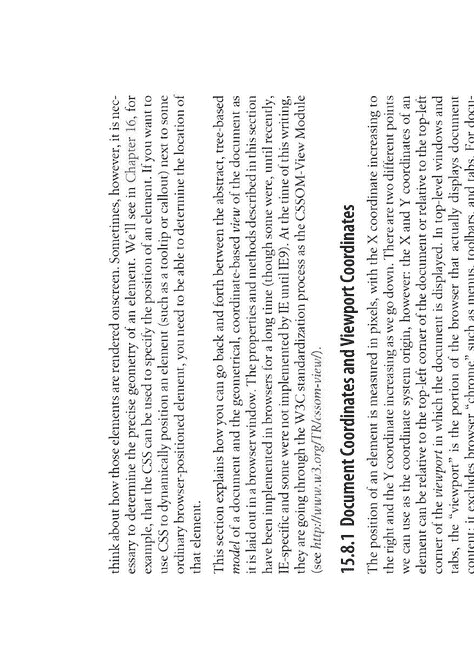 think about how those elements are rendered onscreen. Sometimes, however, it is nec-
essary to determine the precise geometry of an element. We'll see in Chapter 16, for
example, that the CSS can be used to specify the position of an element. If you want to
use CSS to dynamically position an element (such as a tooltip or callout) next to some
ordinary browser-positioned element, you need to be able to determine the location of
that element.
This section explains how you can go back and forth between the abstract, tree-based
model of a document and the geometrical, coordinate-based view of the document as
it is laid out in a browser window. The properties and methods described in this section
have been implemented in browsers for a long time (though some were, until recently,
IE-specific and some were not implemented by IE until IE9). At the time of this writing,
they are going through the W3C standardization process as the CSSOM-View Module
(see http://www.w3.org/TR/cssom-view/).
15.8.1 Document Coordinates and Viewport Coordinates
The position of an element is measured in pixels, with the X coordinate increasing to
the right and the Y coordinate increasing as we go down. There are two different points
we can use as the coordinate system origin, however: the X and Y coordinates of an
element can be relative to the top-left corner of the document or relative to the top-left
corner of the viewport in which the document is displayed. In top-level windows and
tabs, the "viewport" is the portion of the browser that actually displays document
content: it excludes browser "chrome" such as menus, toolbars, and tabs. For docu-